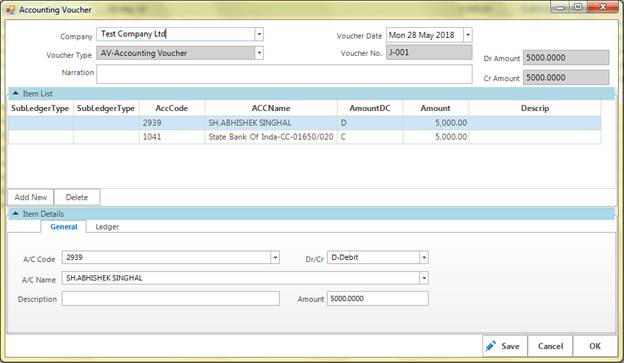 Accounting Voucher
Company Test Company Ltd Voucher Date Mon 28 May 2018
Voucher Type AV-Accounting Voucher Voucher No. J-001 Dr Amount 5000.0000
Narration Cr Amount 5000.0000
Item List
SubLedgerType SubLedgerType AccCode ACCName AmountDC Amount Descrip
2939 SH.ABHISHEK SINGHAL D 5,000.00
1041 State Bank Of Inda-CC-01650/020 C 5,000.00
Add New Delete
Item Details
General Ledger
A/C Code 2939 Dr/Cr D-Debit
A/C Name SH.ABHISHEK SINGHAL
Description Amount 5000.0000
Save Cancel OK